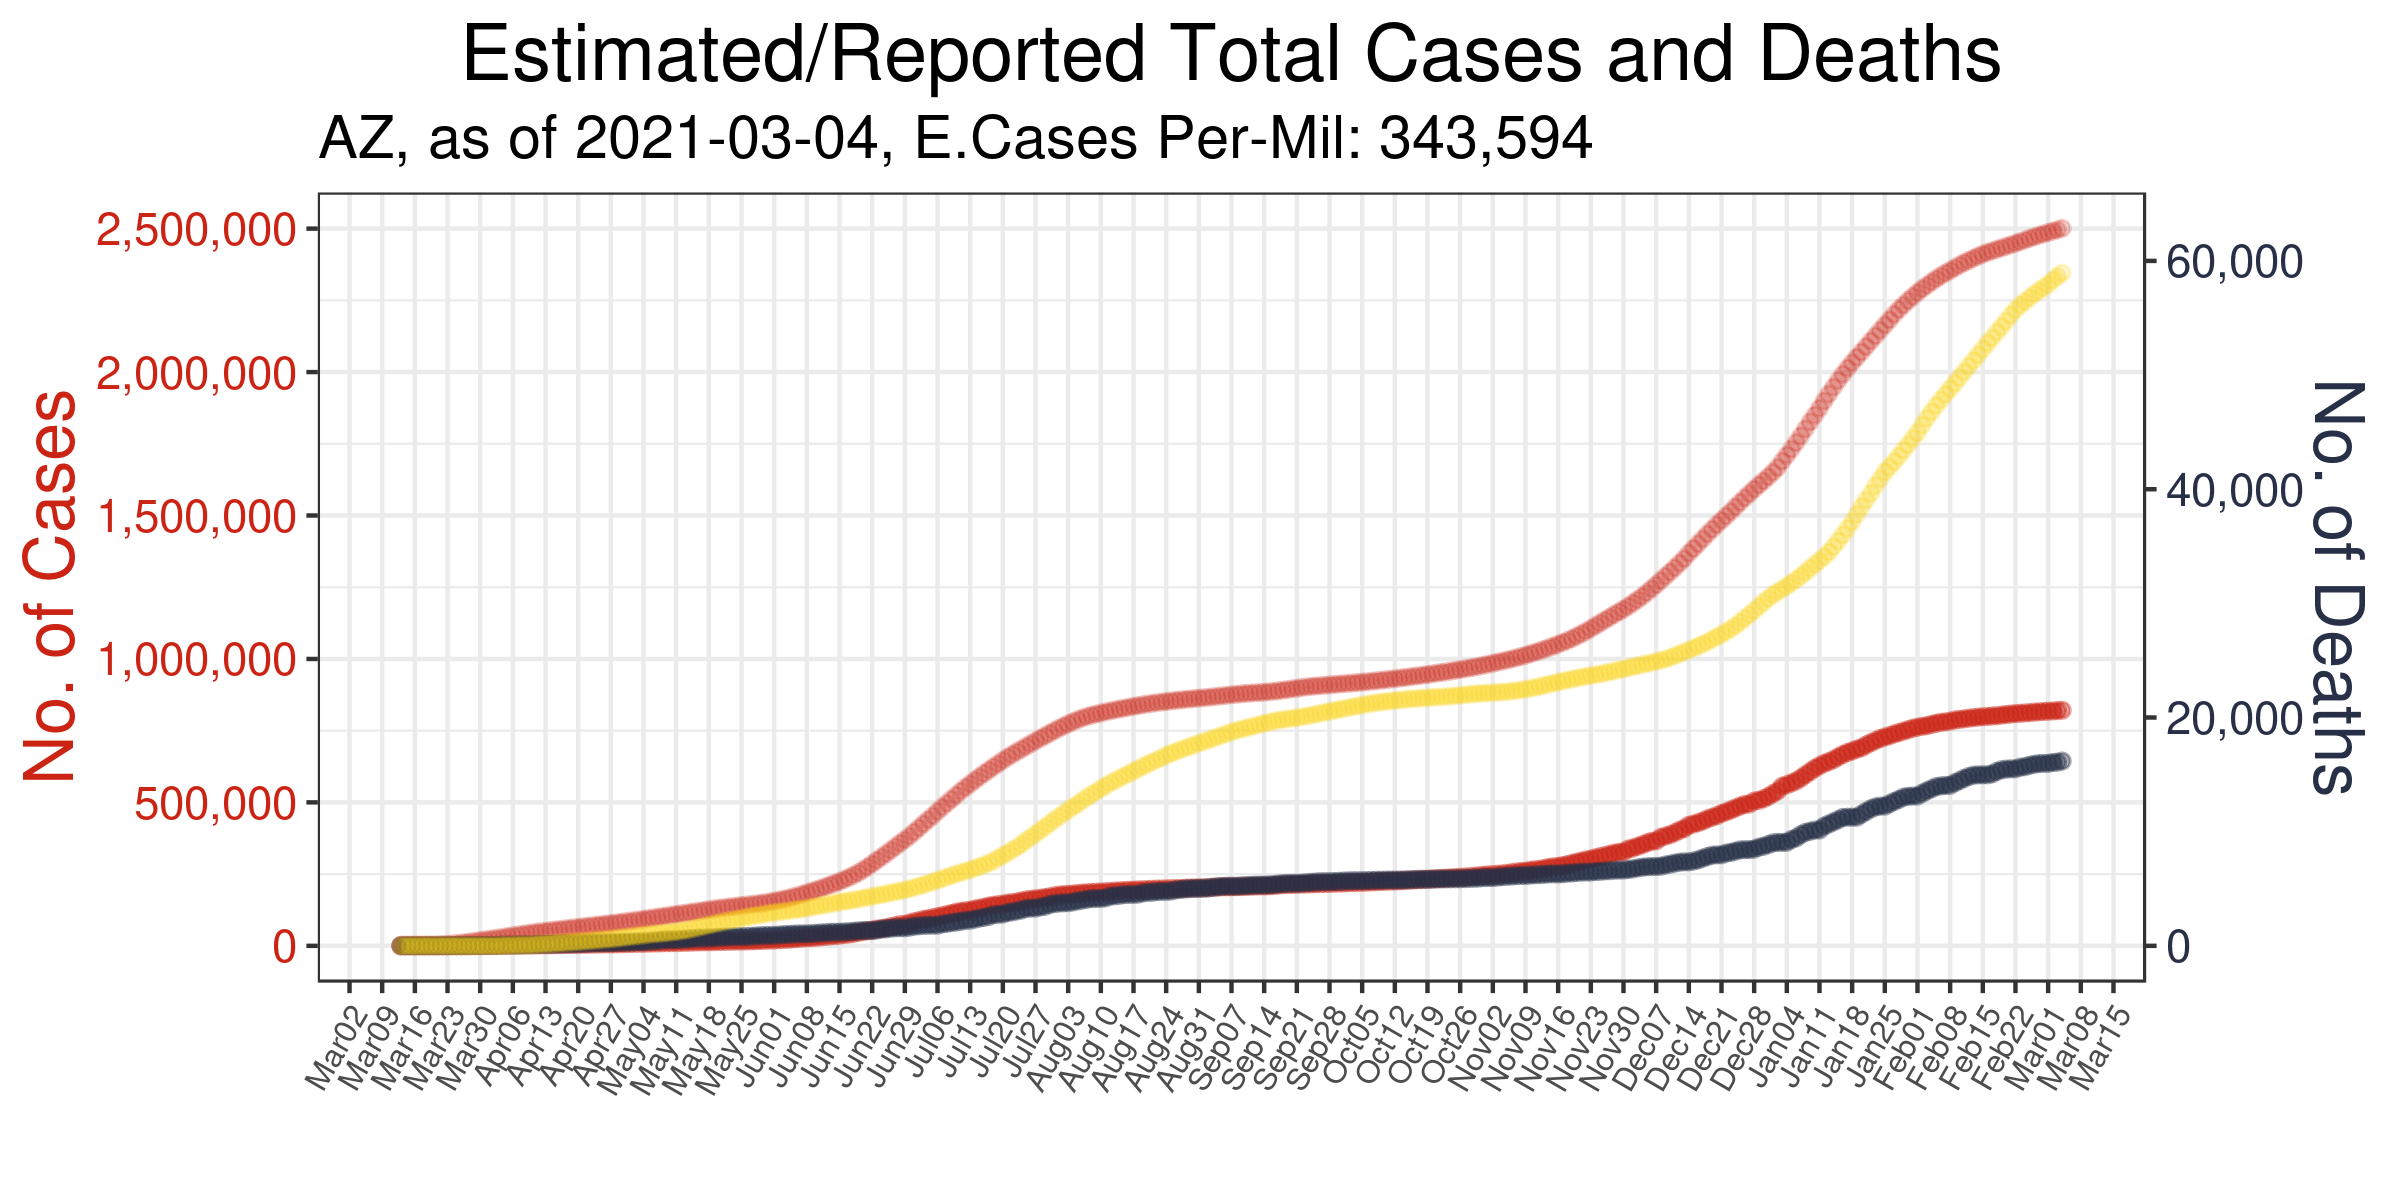 Estimated/Reported Total Cases and Deaths
AZ, as of 2021-03-04, E.Cases Per-Mil: 343,594
No. of Cases
2,500,000
2,000,000
1,500,000
1,000,000
500,000
0
60,000
40,000
20,000
0
No. of Deaths
Mar02
Mar09
Mar16
Mar23
Mar30
Apr06
Apr13
Apr20
Apr27
May04
May11
May18
May25
Jun01
Jun08
Jun15
Jun22
Jun29
Jul06
Jul13
Jul20
Jul27
Aug03
Aug10
Aug17
Aug24
Aug31
Sep07
Sep14
Sep21
Sep28
Oct05
Oct12
Oct19
Oct26
Nov02
Nov09
Nov16
Nov23
Nov30
Dec07
Dec14
Dec21
Dec28
Jan04
Jan11
Jan18
Jan25
Feb01
Feb08
Feb15
Feb22
Mar01
Mar08
Mar15